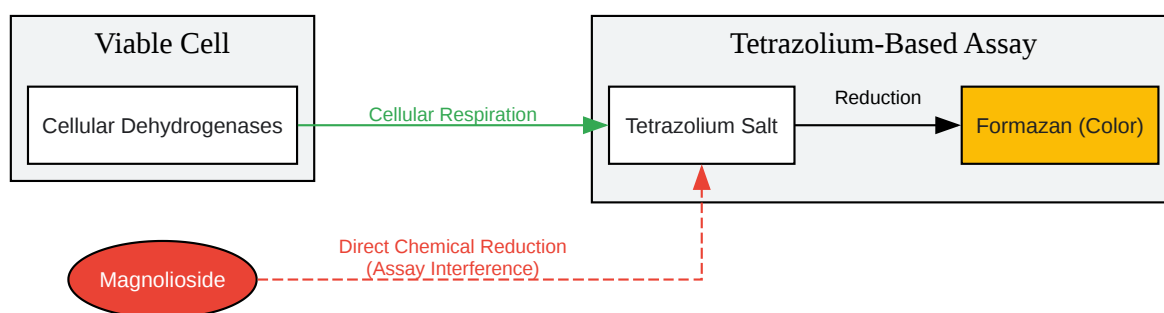 Viable Cell
Tetrazolium-Based Assay
Cellular Dehydrogenases
Cellular Respiration
Tetrazolium Salt
Reduction
Formazan (Color)
Direct Chemical Reduction
(Assay Interference)
Magnolioside